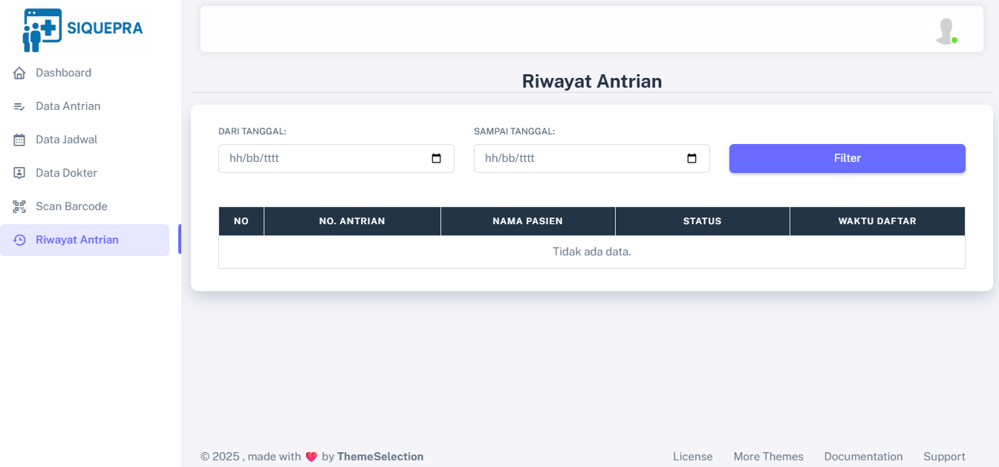 SIQUEPRA
Dashboard
Data Antrian
Data Jadwal
Data Dokter
Scan Barcode
Riwayat Antrian
Riwayat Antrian
DARI TANGGAL: SAMPAI TANGGAL:
hh/bb/tttt hh/bb/tttt Filter
NO NO. ANTRIAN NAMA PASIEN STATUS WAKTU DAFTAR
Tidak ada data.
© 2025 , made with ❤️ by ThemeSelection License More Themes Documentation Support